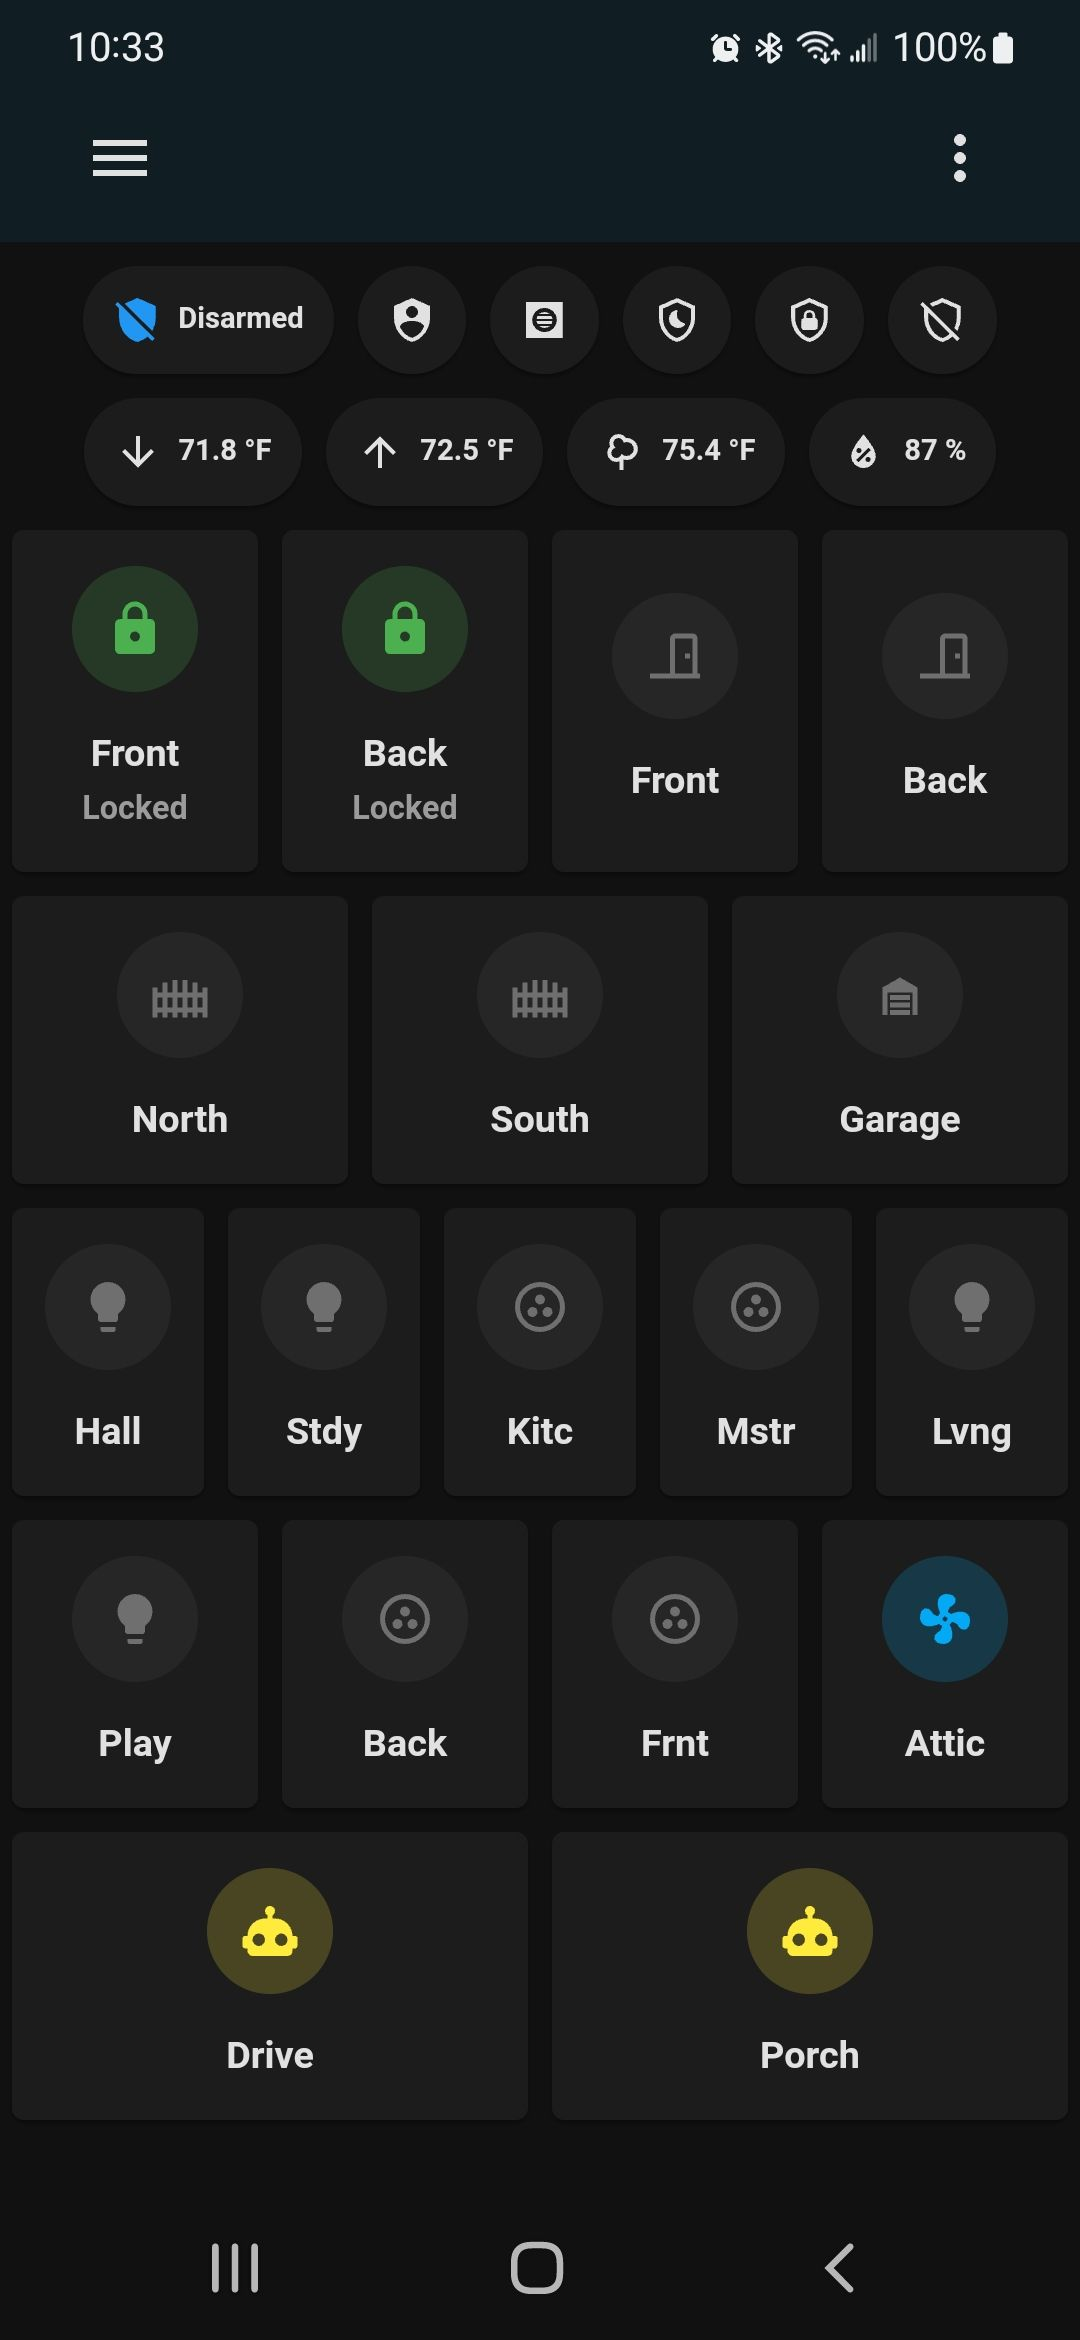 10:33 100%
Disarmed
71.8 °F 72.5 °F 75.4 °F 87 %
Front Back Front Back
Locked Locked
North South Garage
Hall Stdy Kitc Mstr Lvng
Play Back Frnt Attic
Drive Porch